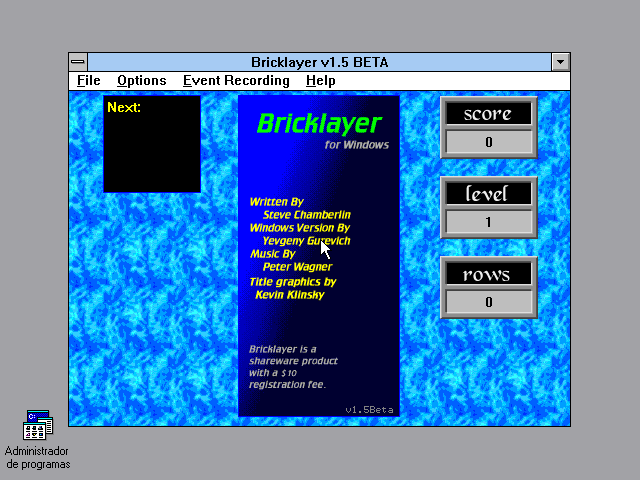 Bricklayer v1.5 BETA
File Options Event Recording Help
Next:
Bricklayer
for Windows
Written By
Steve Chamberlin
Windows Version By
Yevgeny Gurevich
Music By
Peter Wagner
Title graphics by
Kevin Klinsky
Bricklayer is a
shareware product
with a $10
registration fee.
v1.5Beta
score
0
level
1
rows
0
C:\
Administrador
de programas